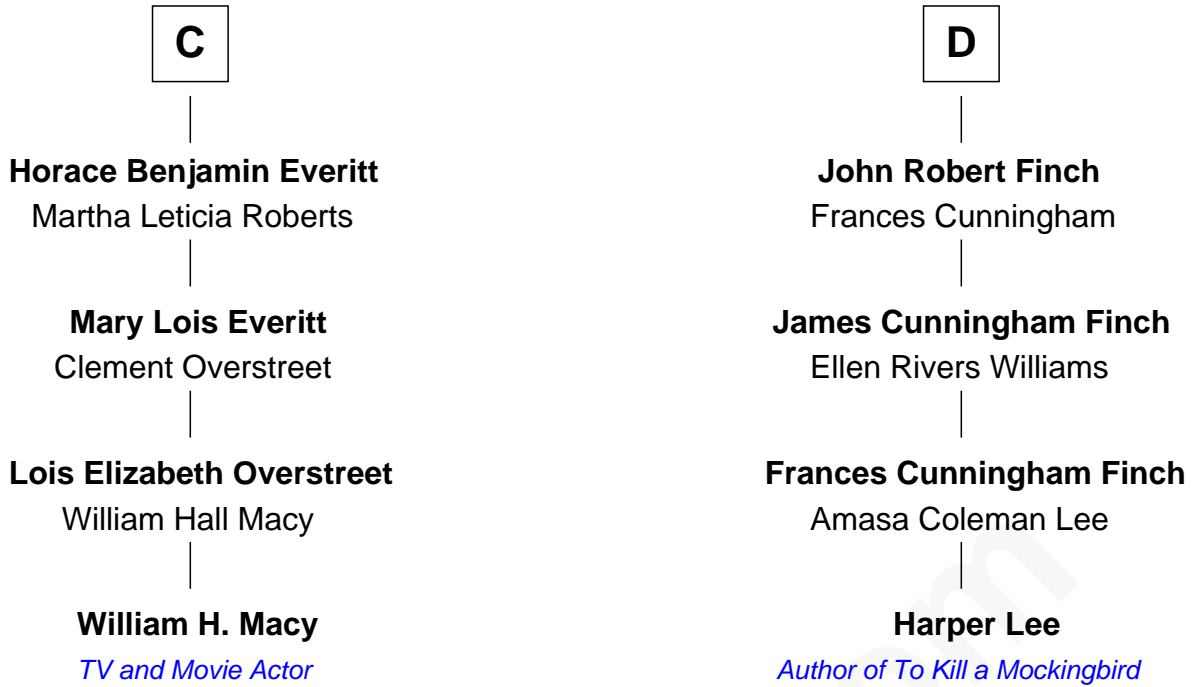 C
Horace Benjamin Everitt
Martha Leticia Roberts
Mary Lois Everitt
Clement Overstreet
Lois Elizabeth Overstreet
William Hall Macy
William H. Macy
TV and Movie Actor
D
John Robert Finch
Frances Cunningham
James Cunningham Finch
Ellen Rivers Williams
Frances Cunningham Finch
Amasa Coleman Lee
Harper Lee
Author of To Kill a Mockingbird